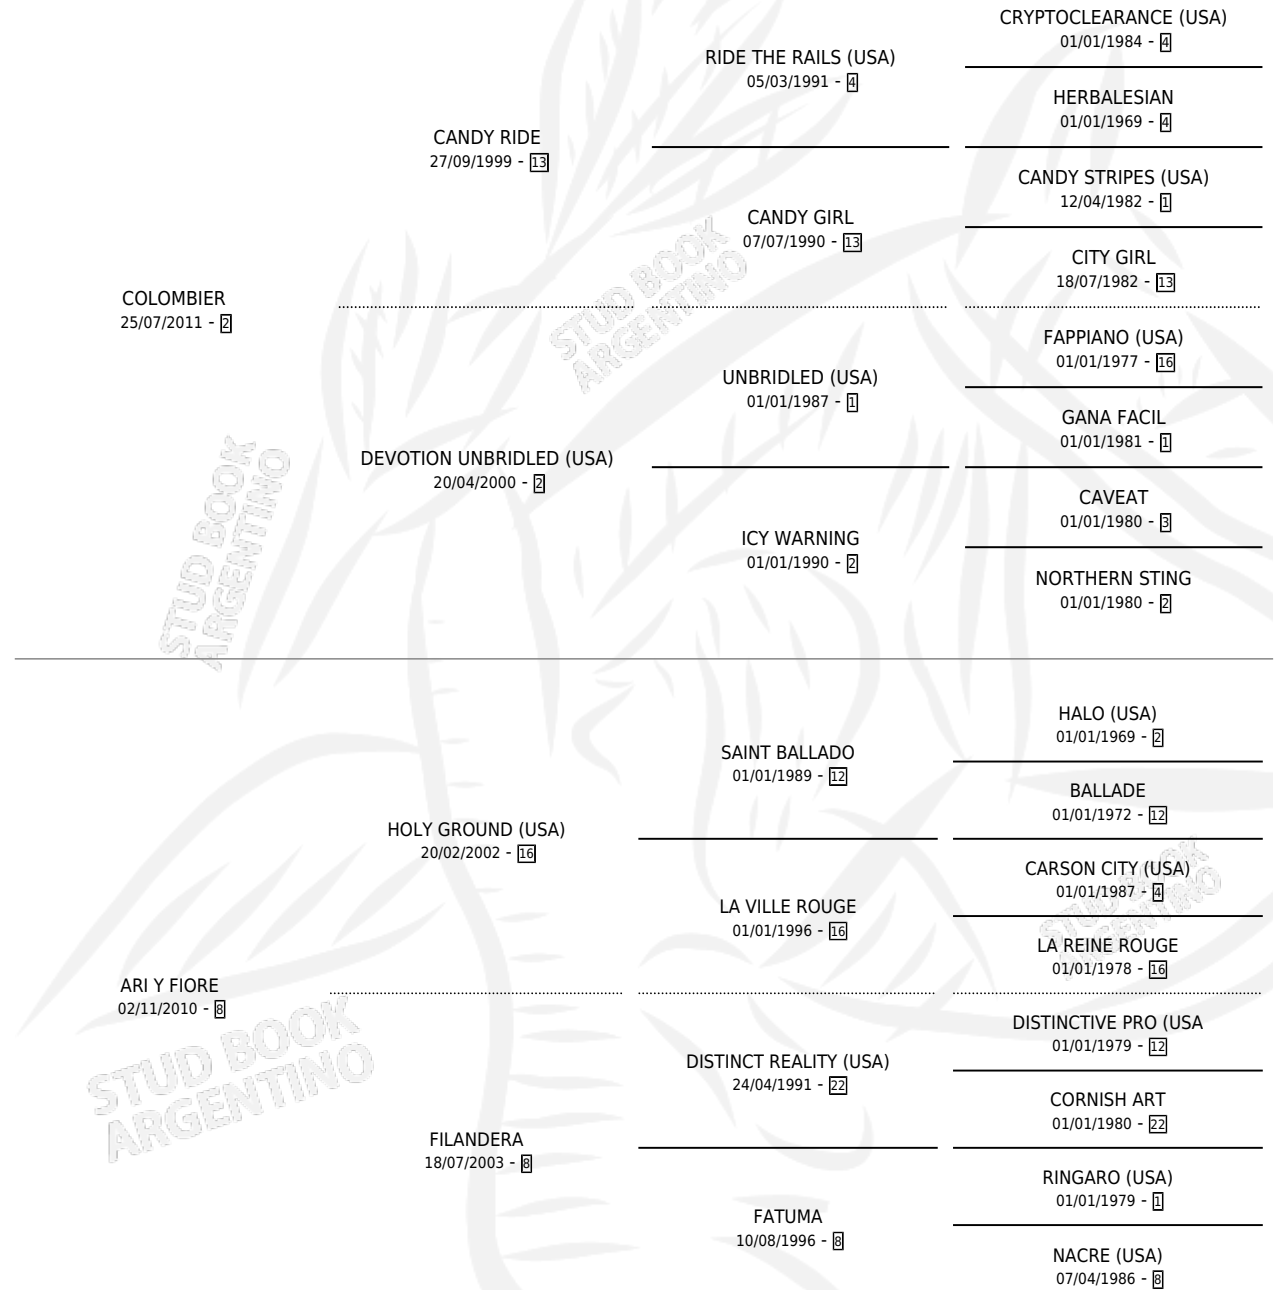 CRYPTOCLEARANCE (USA)
01/01/1984 - 4
RIDE THE RAILS (USA)
05/03/1991 - 4
HERBALESIAN
01/01/1969 - 4
CANDY RIDE
27/09/1999 - 13
CANDY STRIPES (USA)
12/04/1982 - 1
CANDY GIRL
07/07/1990 - 13
CITY GIRL
18/07/1982 - 13
COLOMBIER
25/07/2011 - 2
FAPPIANO (USA)
01/01/1977 - 16
UNBRIDLED (USA)
01/01/1987 - 1
GANA FACIL
01/01/1981 - 1
DEVOTION UNBRIDLED (USA)
20/04/2000 - 2
CAVEAT
01/01/1980 - 3
ICY WARNING
01/01/1990 - 2
NORTHERN STING
01/01/1980 - 2
HALO (USA)
01/01/1969 - 2
SAINT BALLADO
01/01/1989 - 12
BALLADE
01/01/1972 - 12
HOLY GROUND (USA)
20/02/2002 - 16
CARSON CITY (USA)
01/01/1987 - 4
LA VILLE ROUGE
01/01/1996 - 16
LA REINE ROUGE
01/01/1978 - 16
ARI Y FIORE
02/11/2010 - 8
DISTINCTIVE PRO (USA
01/01/1979 - 12
DISTINCT REALITY (USA)
24/04/1991 - 22
CORNISH ART
01/01/1980 - 22
FILANDERA
18/07/2003 - 8
RINGARO (USA)
01/01/1979 - 1
FATUMA
10/08/1996 - 8
NACRE (USA)
07/04/1986 - 8
STUD BOOK
ARGENTINO
STUD BOOK
ARGENTINO
STUD BOOK
ARGENTINO
STUD BOOK
ARGENTINO